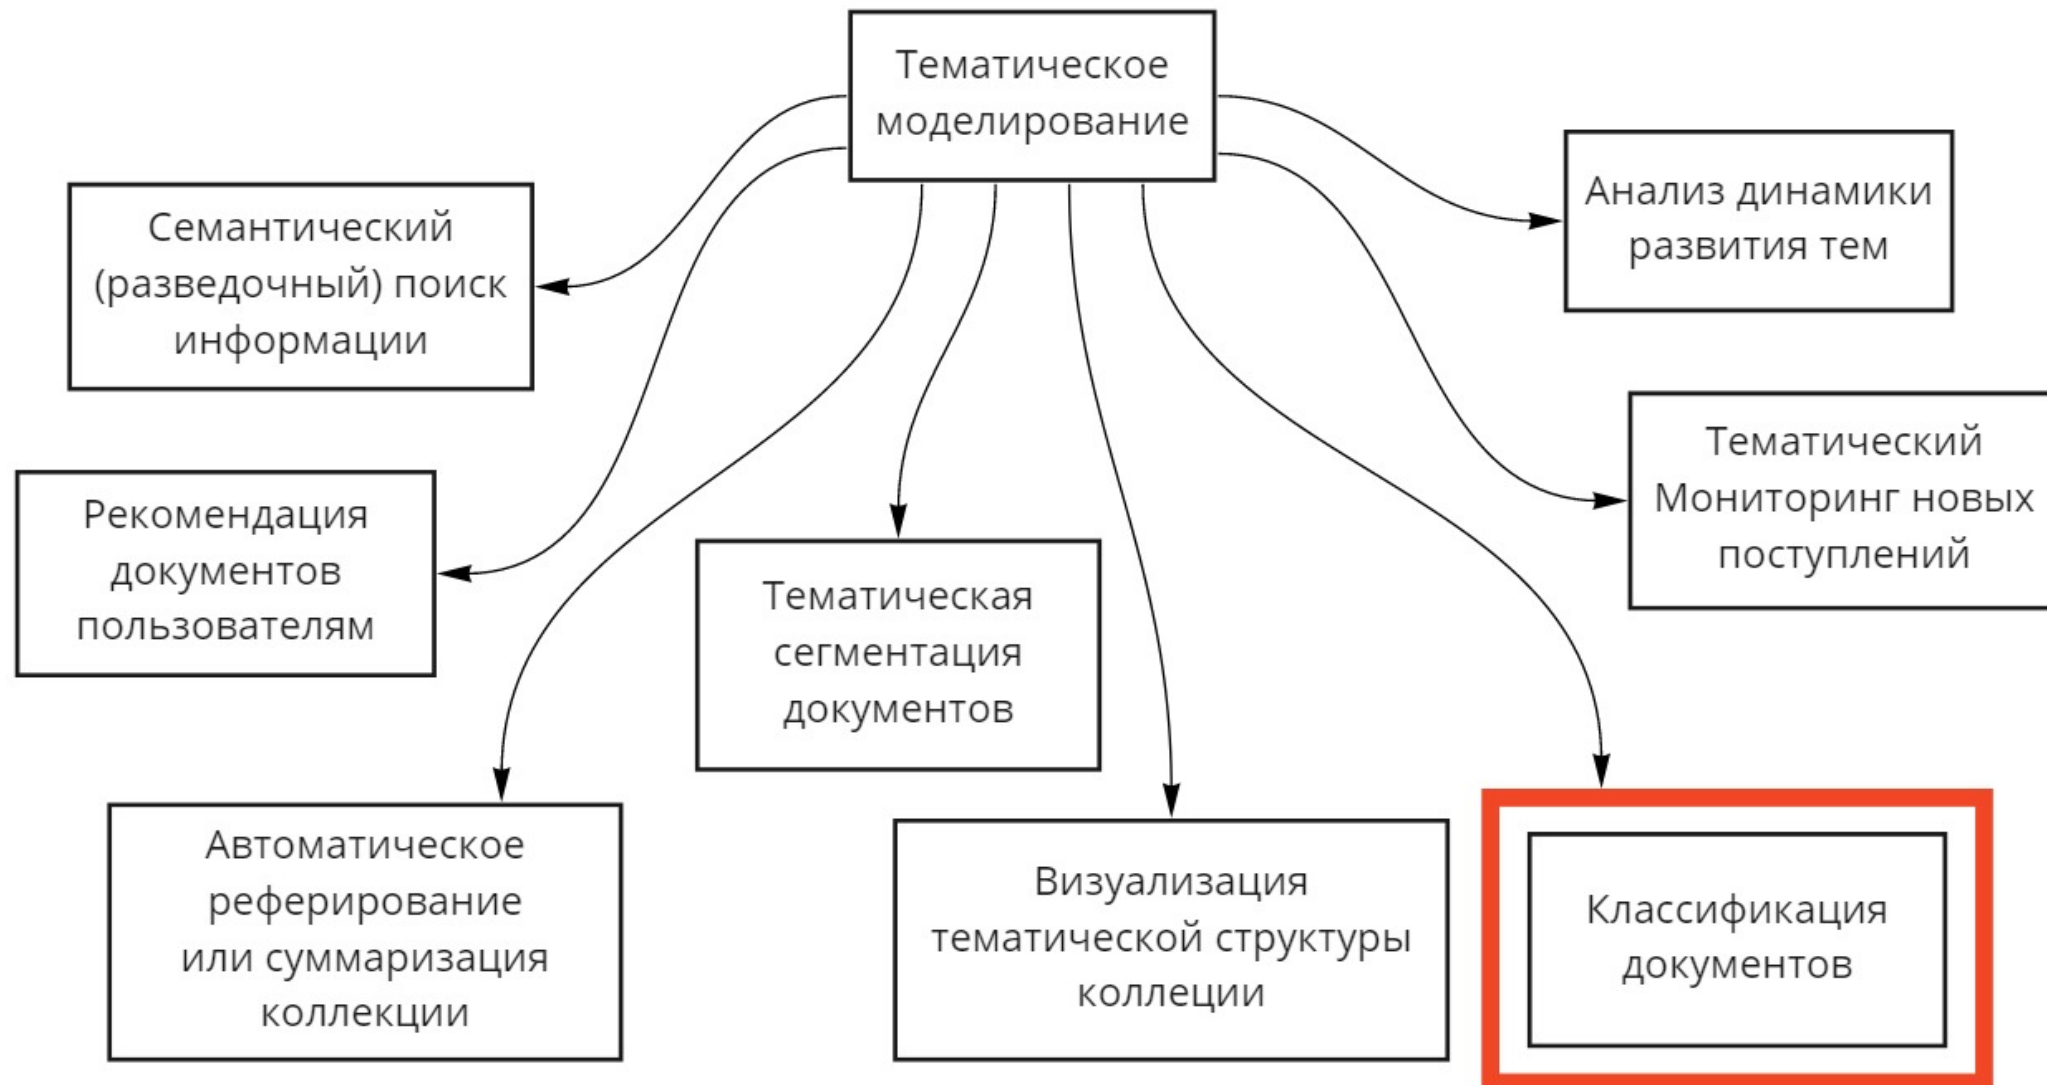 Тематическое
моделирование
Семантический
(разведочный) поиск
информации
Анализ динамики
развития тем
Рекомендация
документов
пользователям
Тематический
Мониторинг новых
поступлений
Тематическая
сегментация
документов
Автоматическое
реферирование
или суммаризация
коллекции
Визуализация
тематической структуры
коллеции
Классификация
документов